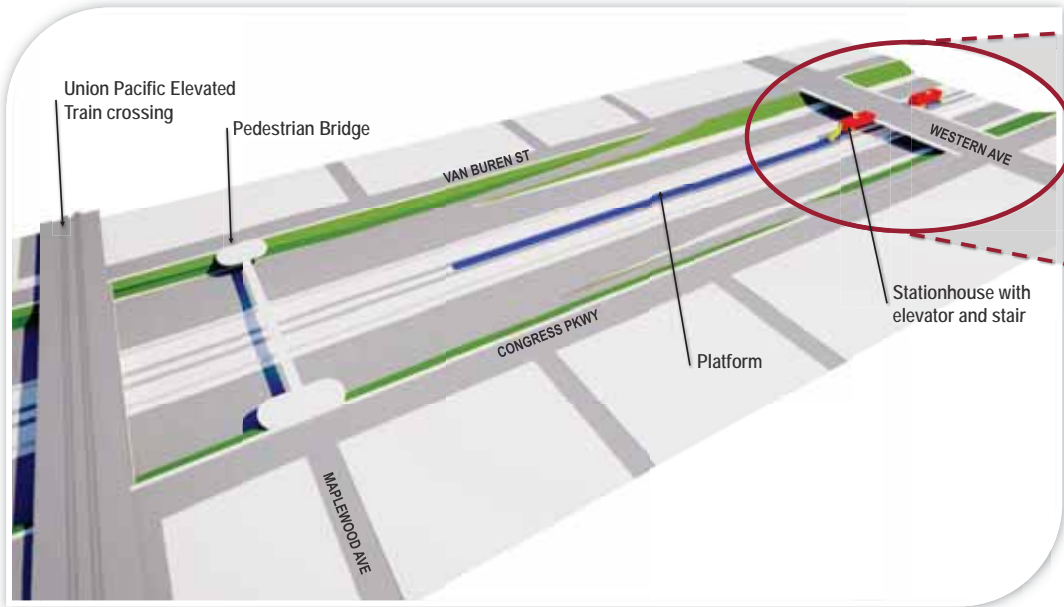 Union Pacific Elevated
Train crossing
Pedestrian Bridge
VAN BUREN ST
WESTERN AVE
Stationhouse with
elevator and stair
CONGRESS PKWY
Platform
MAPLEWOOD AVE